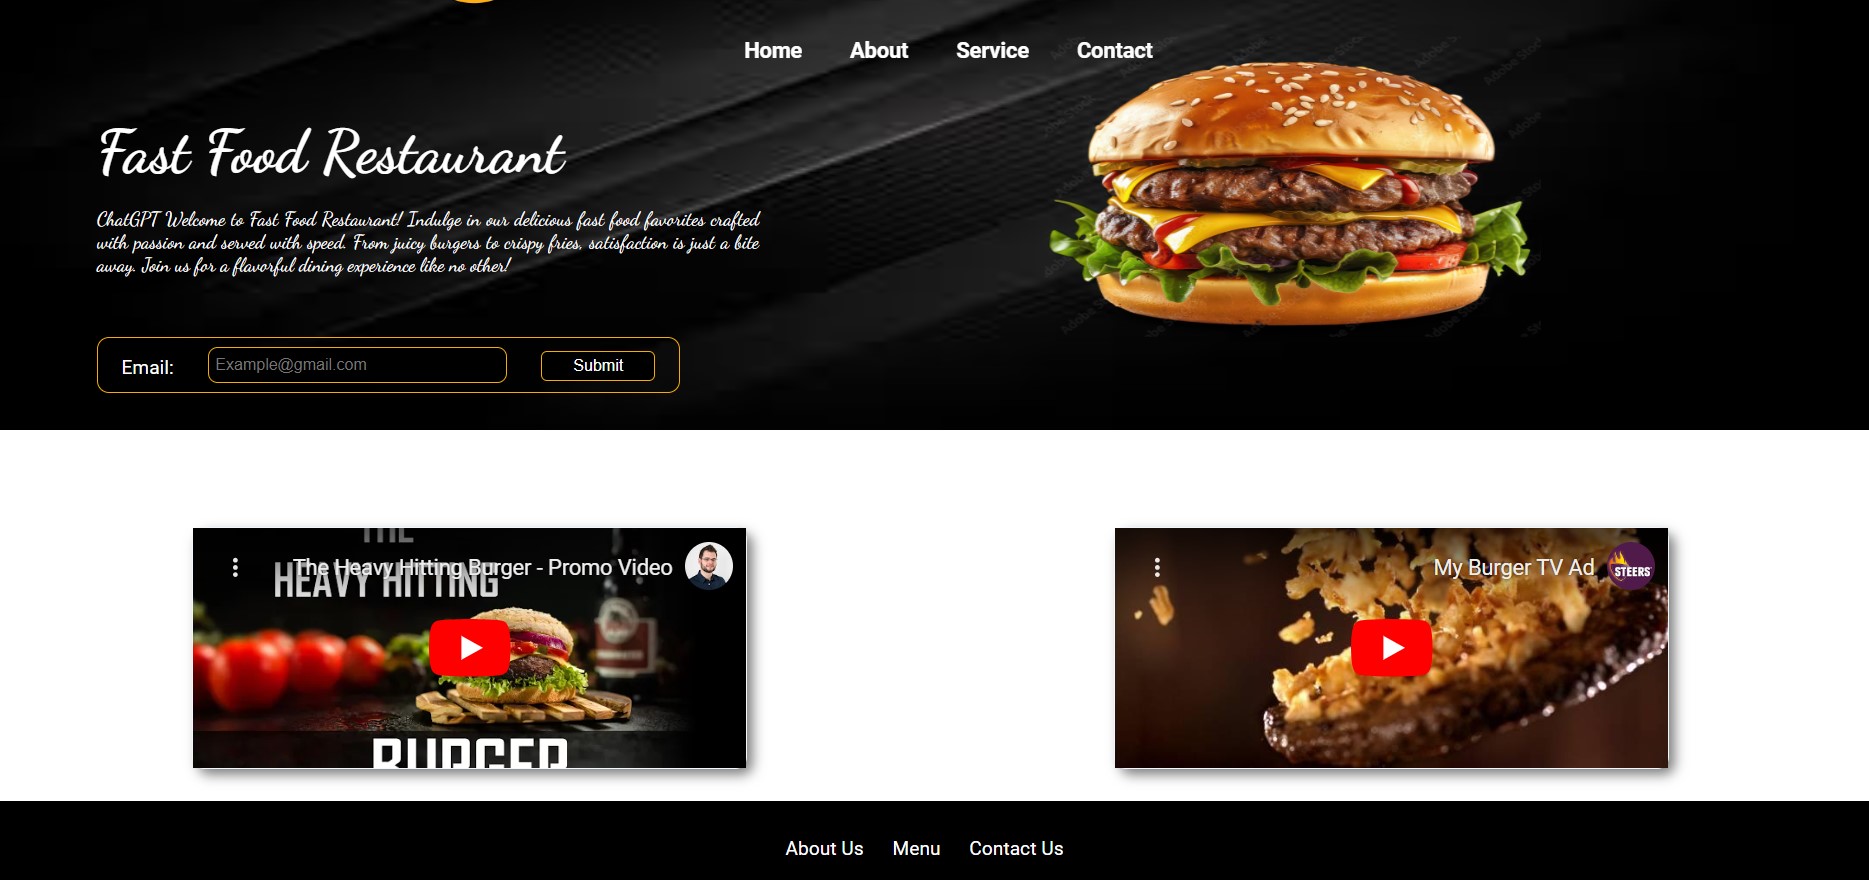 Home About Service Contact
Fast Food Restaurant
ChatGPT Welcome to Fast Food Restaurant! Indulge in our delicious fast food favorites crafted
with passion and served with speed. From juicy burgers to crispy fries, satisfaction is just a bite
away. Join us for a flavorful dining experience like no other!
Email: Example@gmail.com Submit
THE
The Heavy Hitting Burger - Promo Video
HEAVY HITTING
BURGER
My Burger TV Ad
STEERS
About Us Menu Contact Us